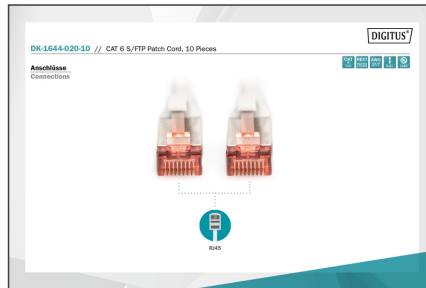 DIGITUS®
DK-1644-020-10 // CAT 6 S/FTP Patch Cord, 10 Pieces
Anschlüsse
Connections
RJ45